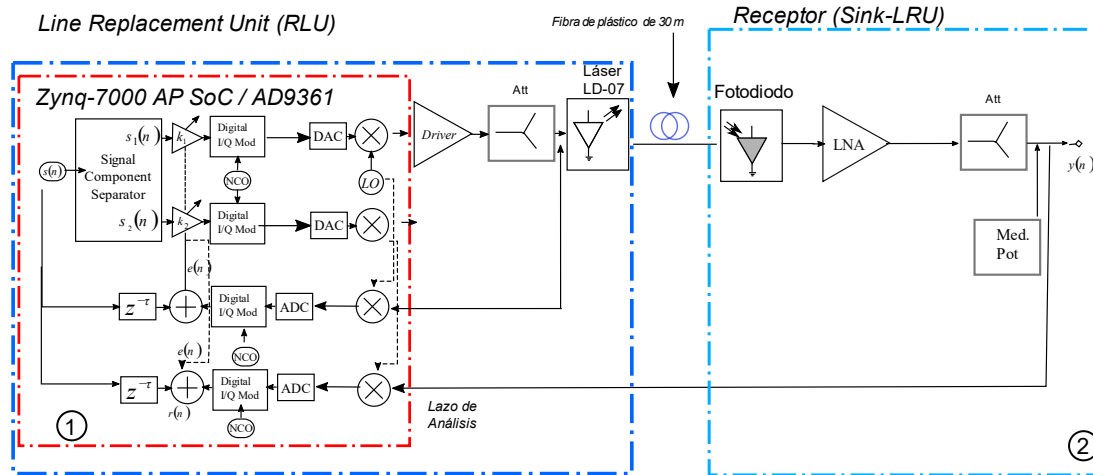 Line Replacement Unit (RLU)
Receptor (Sink-LRU)
Fibra de plástico de 30 m
Zynq-7000 AP SoC / AD9361
Láser
LD-07
Att
Fotodiodo
Att
s(n)
Signal
Component
Separator
s₁(n)
s₂(n)
k₁
k₂
Digital
I/Q Mod
NCO
Digital
I/Q Mod
DAC
LO
DAC
Driver
LNA
y(n)
Med.
Pot
e(n)
z^{-τ}
Digital
I/Q Mod
ADC
NCO
e(n)
z^{-τ}
r(n)
Digital
I/Q Mod
ADC
NCO
Lazo de
Análisis
1
2